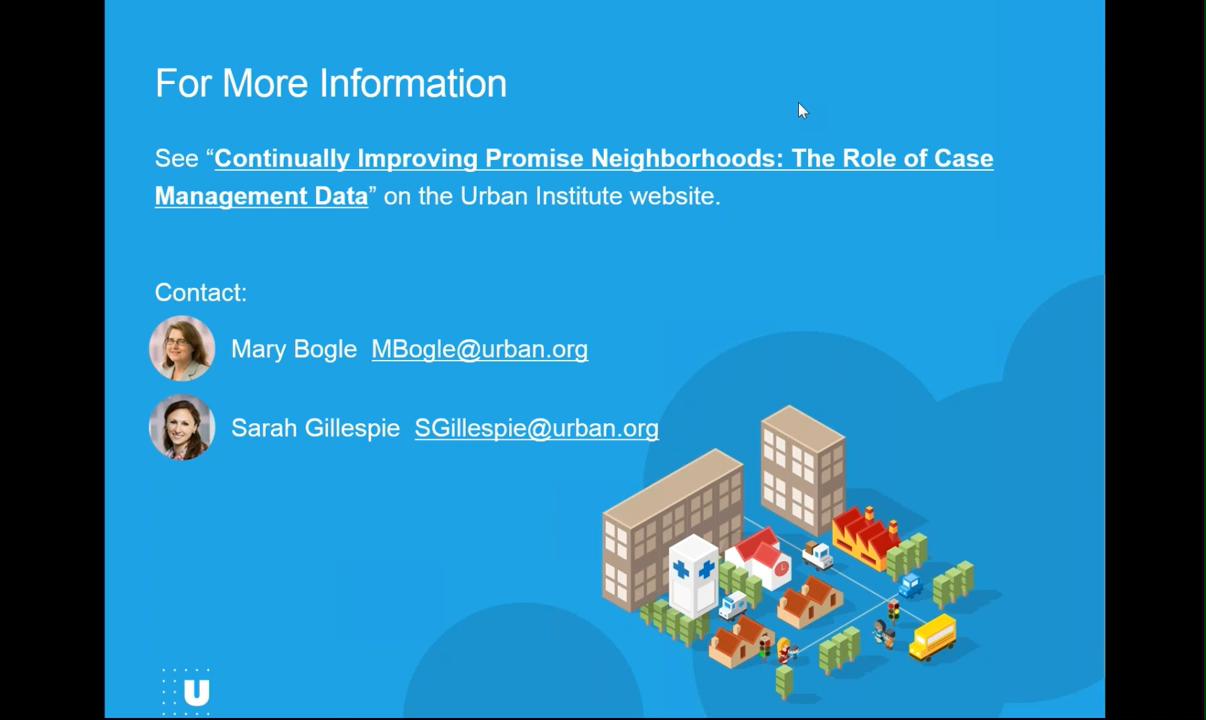 For More Information
See “Continually Improving Promise Neighborhoods: The Role of Case
Management Data” on the Urban Institute website.
Contact:
Mary Bogle MBogle@urban.org
Sarah Gillespie SGillespie@urban.org
U